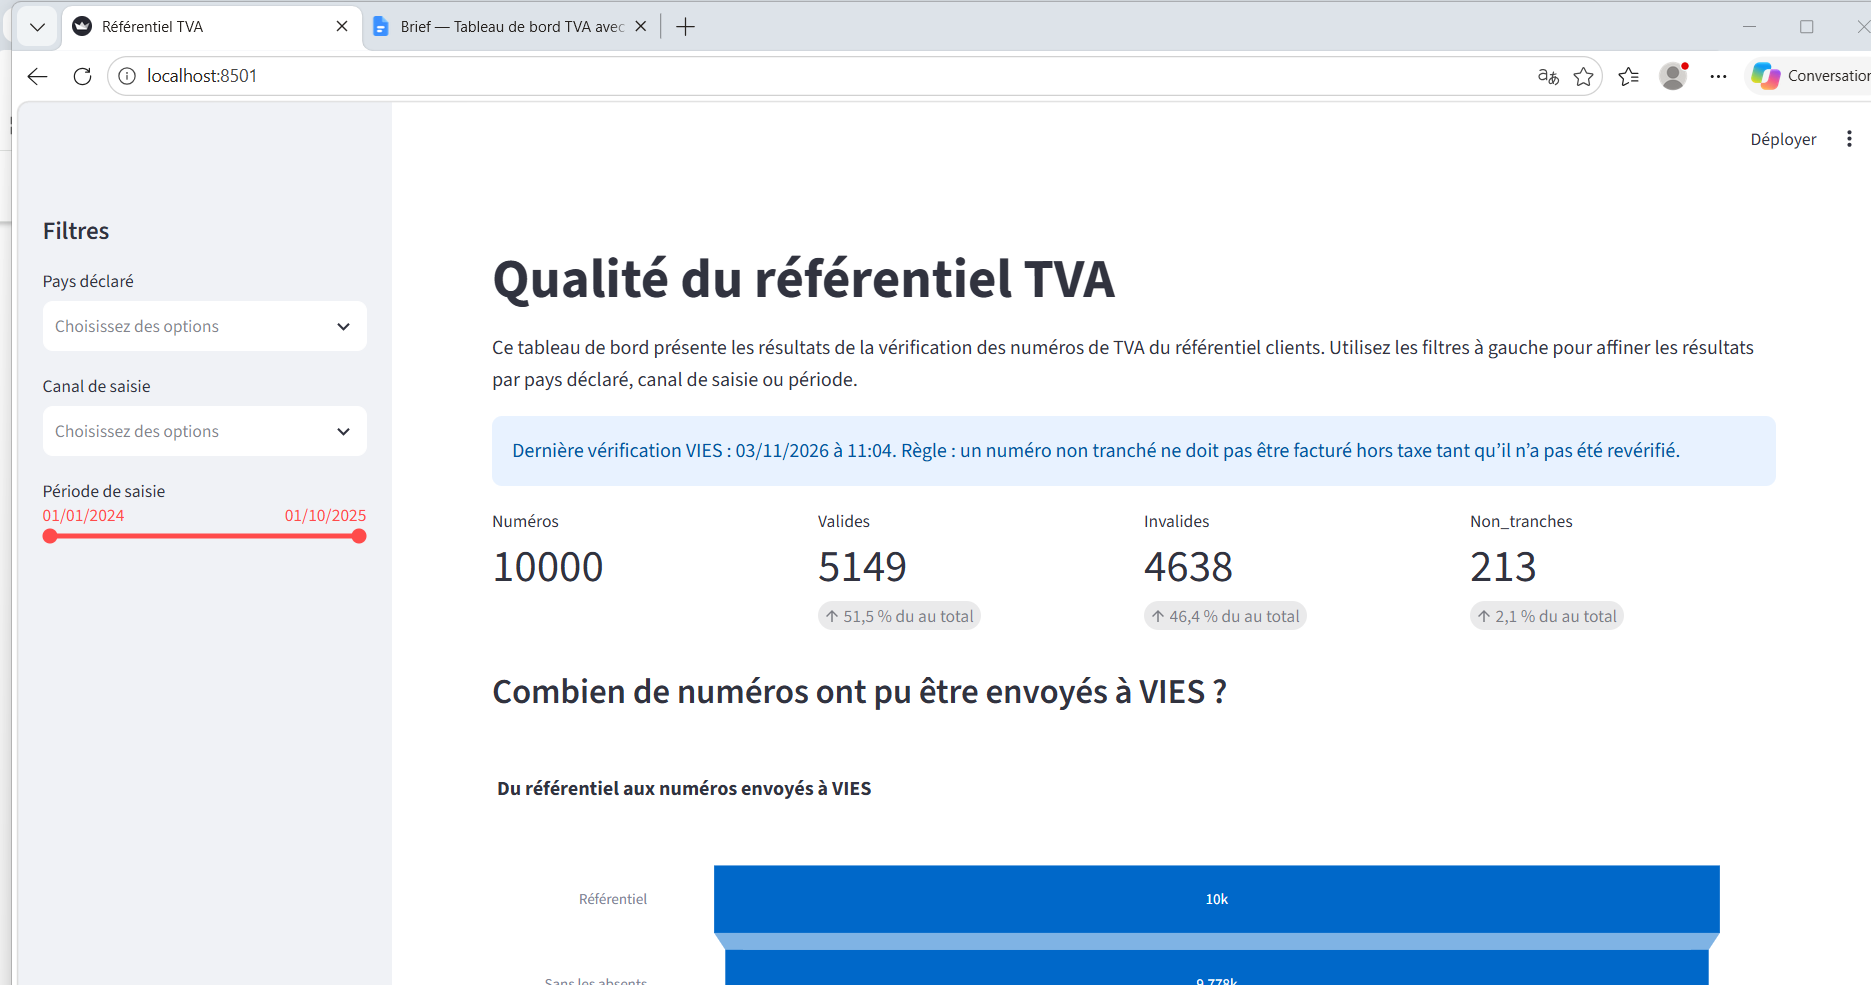 Référentiel TVA
Brief — Tableau de bord TVA avec
localhost:8501
Conversation
Déployer
Filtres
Pays déclaré
Choisissez des options
Canal de saisie
Choisissez des options
Période de saisie
01/01/2024 01/10/2025
Qualité du référentiel TVA
Ce tableau de bord présente les résultats de la vérification des numéros de TVA du référentiel clients. Utilisez les filtres à gauche pour affiner les résultats
par pays déclaré, canal de saisie ou période.
Dernière vérification VIES : 03/11/2026 à 11:04. Règle : un numéro non tranché ne doit pas être facturé hors taxe tant qu’il n’a pas été revérifié.
Numéros Valides Invalides Non_tranches
10000 5149 4638 213
↑ 51,5 % du au total ↑ 46,4 % du au total ↑ 2,1 % du au total
Combien de numéros ont pu être envoyés à VIES ?
Du référentiel aux numéros envoyés à VIES
Référentiel 10k
Sans les absents 9.778k